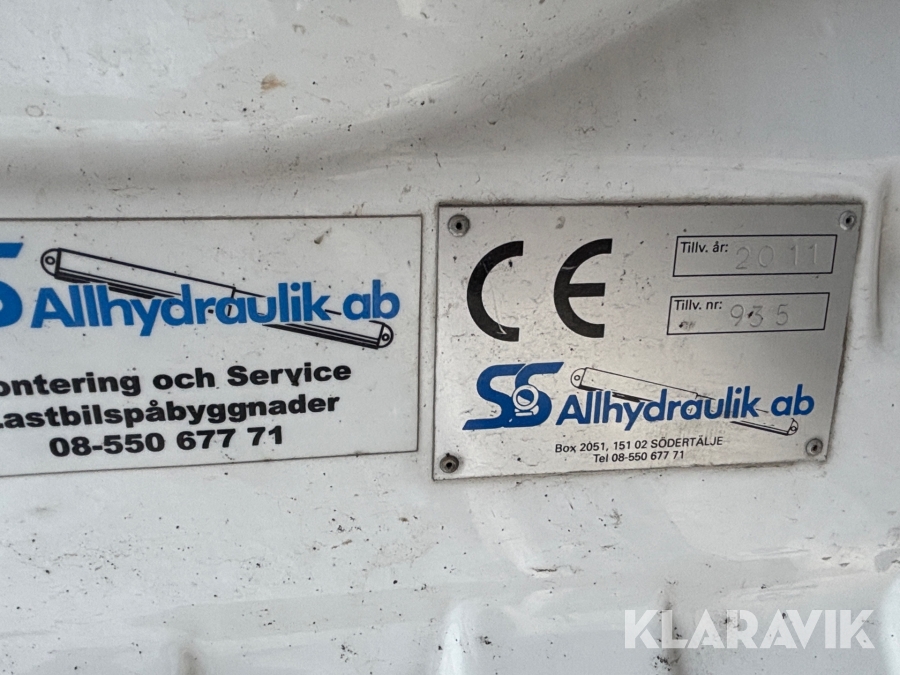 S Allhydraulik ab
ontering och Service
Lastbilspåbyggnader
08-550 677 71
CE
Tillv. år: 2011
Tillv. nr: 935
S&S Allhydraulik ab
Box 2051, 151 02 SÖDERTÄLJE
Tel 08-550 677 71
KLARAVIK